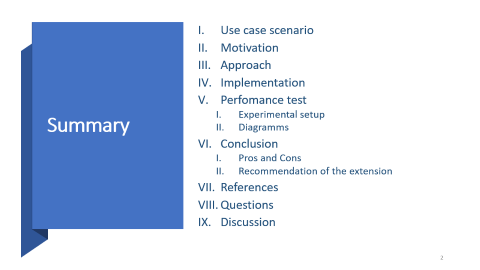 Summary
I. Use case scenario
II. Motivation
III. Approach
IV. Implementation
V. Perfomance test
I. Experimental setup
II. Diagramms
VI. Conclusion
I. Pros and Cons
II. Recommendation of the extension
VII. References
VIII. Questions
IX. Discussion
2